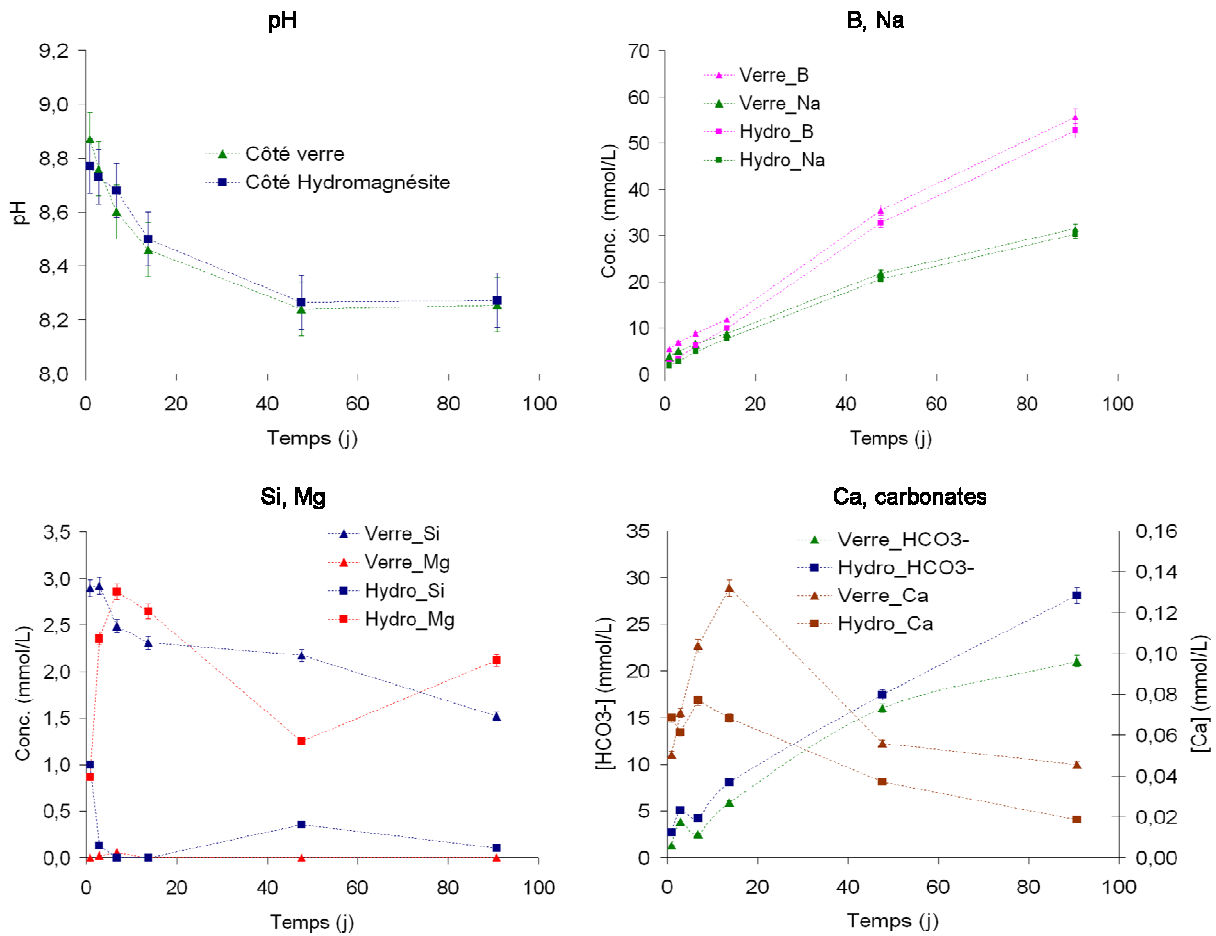 pH
9,2
9,0
8,8
8,6
8,4
8,2
8,0
pH
Côté verre
Côté Hydromagnésite
0 20 40 60 80 100
Temps (j)
B, Na
70
60
50
40
30
20
10
0
Conc. (mmol/L)
Verre_B
Verre_Na
Hydro_B
Hydro_Na
0 20 40 60 80 100
Temps (j)
Si, Mg
3,5
3,0
2,5
2,0
1,5
1,0
0,5
0,0
Conc. (mmol/L)
Verre_Si
Verre_Mg
Hydro_Si
Hydro_Mg
0 20 40 60 80 100
Temps (j)
Ca, carbonates
35
30
25
20
15
10
5
0
[HCO3-] (mmol/L)
Verre_HCO3-
Hydro_HCO3-
Verre_Ca
Hydro_Ca
0,16
0,14
0,12
0,10
0,08
0,06
0,04
0,02
0,00
[Ca] (mmol/L)
0 20 40 60 80 100
Temps (j)